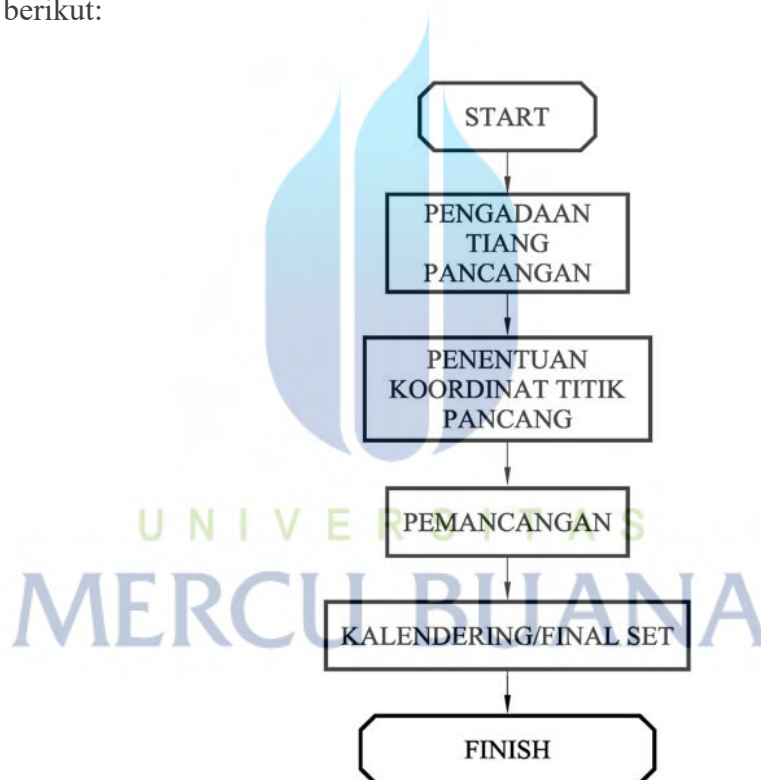 berikut:
START
PENGADAAN
TIANG
PANCANGAN
PENENTUAN
KOORDINAT TITIK
PANCANG
UNIVERSITAS
PEMANCANGAN
MERCU BUANA
KALENDERING/FINAL SET
FINISH